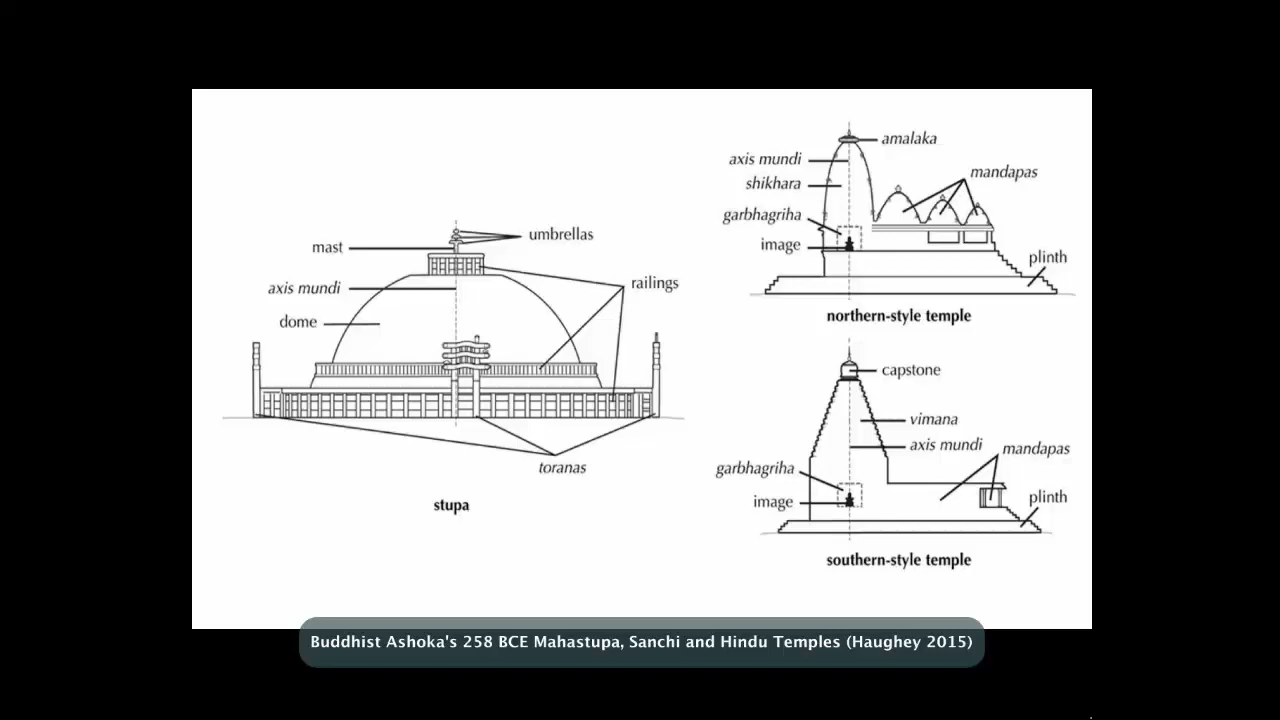 umbrellas
mast
axis mundi
railings
dome
toranas
stupa
amalaka
axis mundi
mandapas
shikhara
garbhagriha
image
plinth
northern-style temple
capstone
vimana
axis mundi
mandapas
garbhagriha
image
plinth
southern-style temple
Buddhist Ashoka's 258 BCE Mahastupa, Sanchi and Hindu Temples (Haughey 2015)